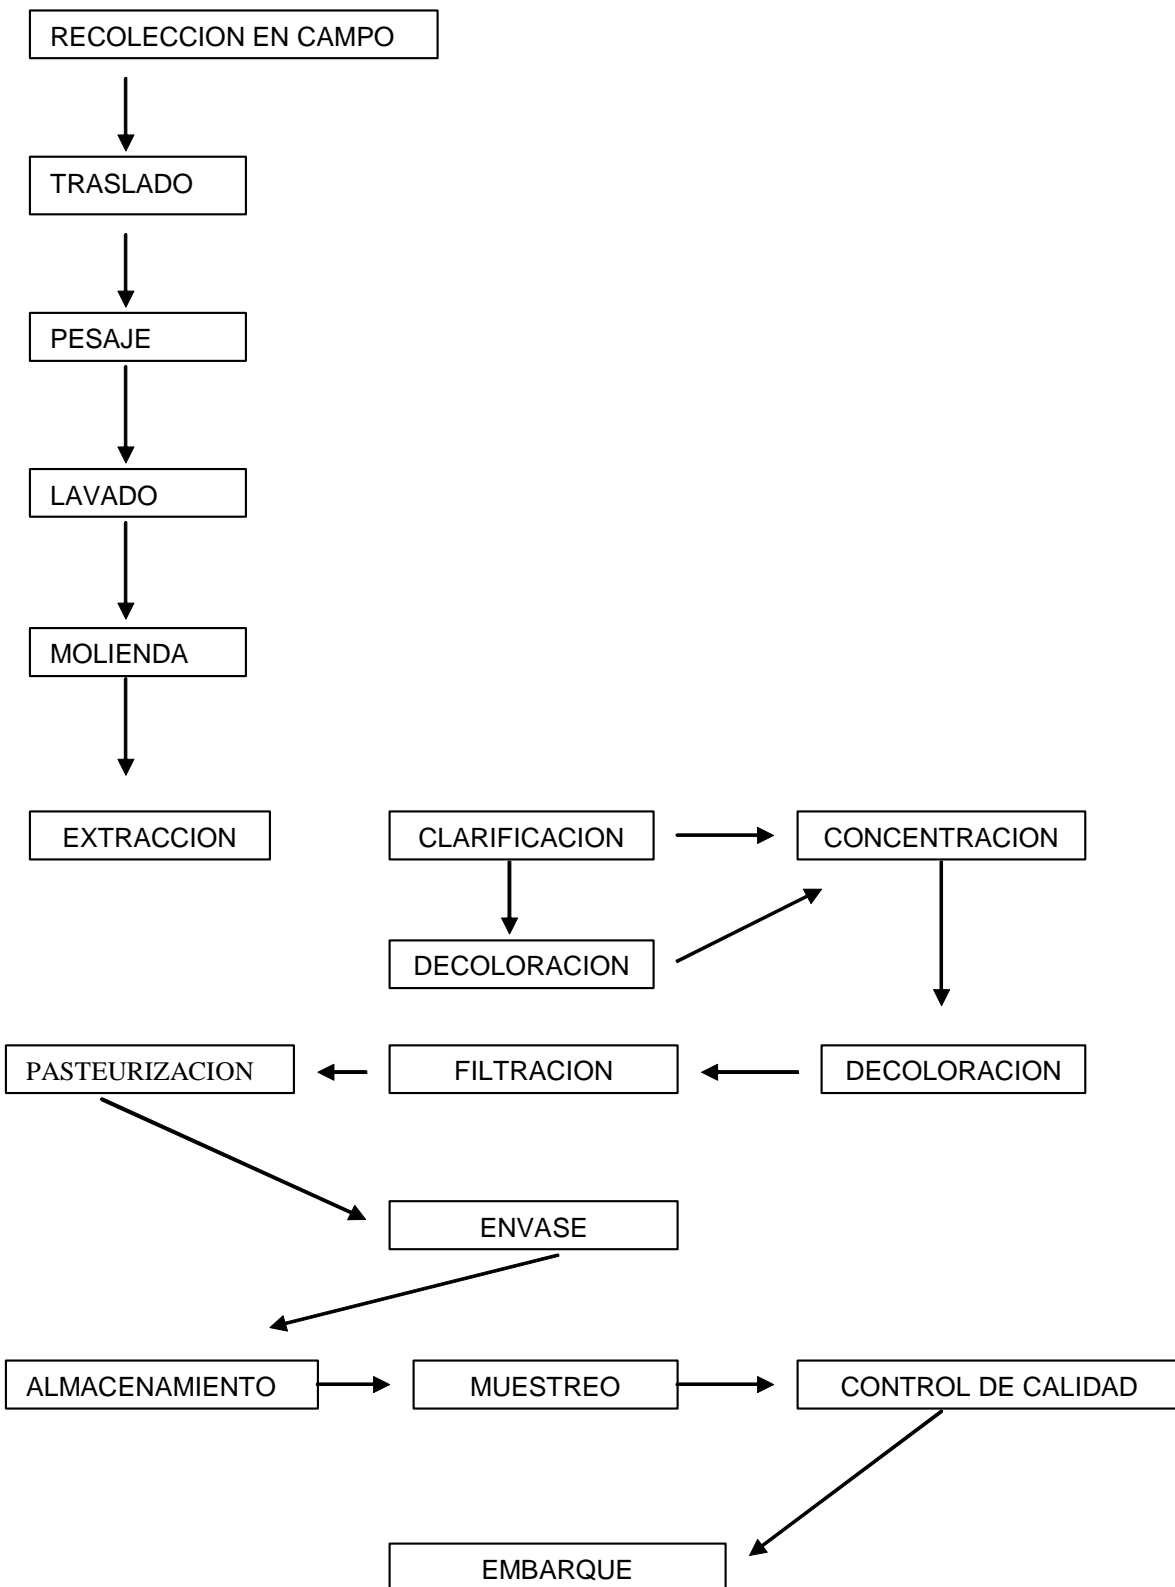 RECOLECCION EN CAMPO
TRASLADO
PESAJE
LAVADO
MOLIENDA
EXTRACCION
CLARIFICACION
CONCENTRACION
DECOLORACION
PASTEURIZACION
FILTRACION
DECOLORACION
ENVASE
ALMACENAMIENTO
MUESTREO
CONTROL DE CALIDAD
EMBARQUE